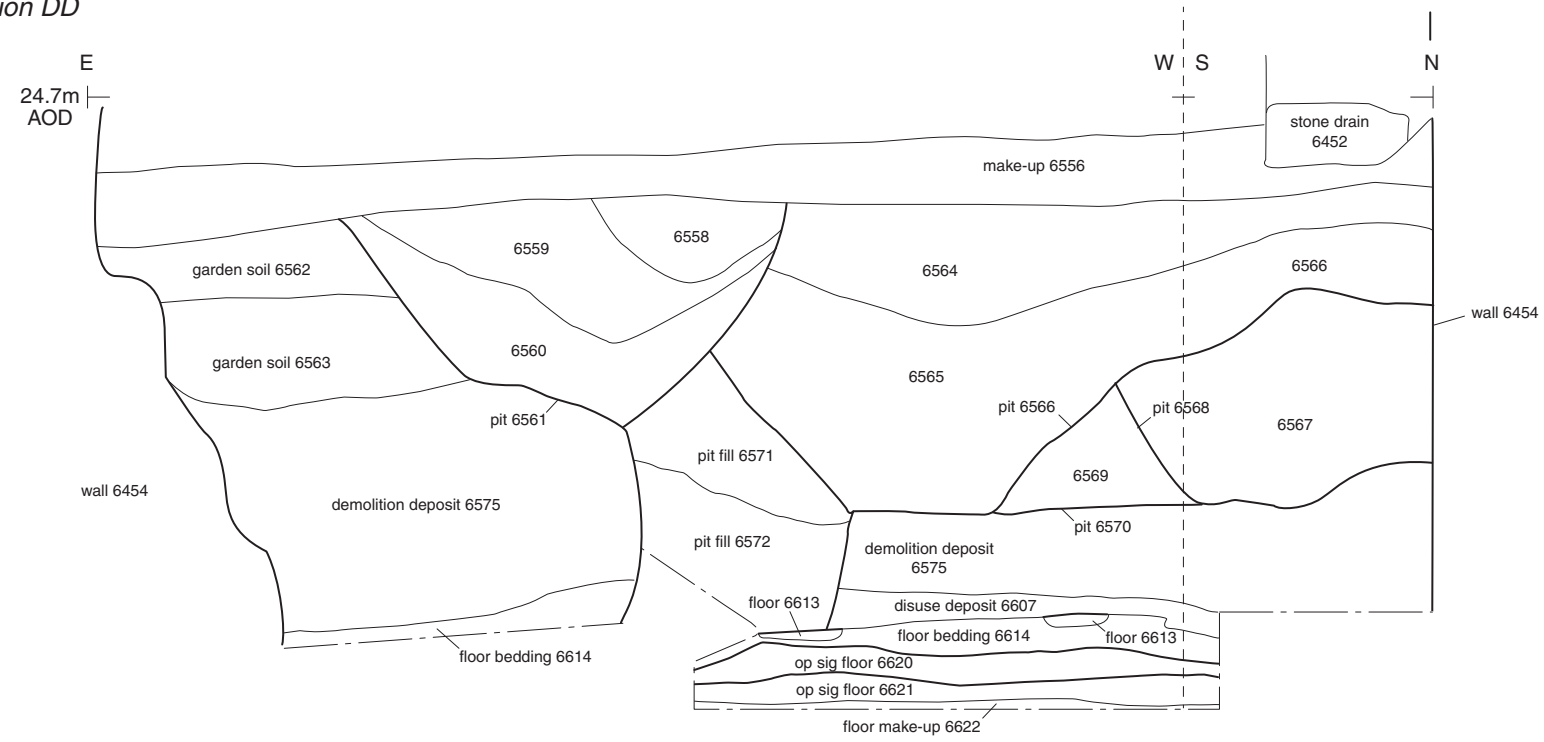 ion DD
E
W S
N
24.7m
AOD
stone drain
6452
make-up 6556
6558
6559
garden soil 6562
6564
6566
wall 6454
6560
garden soil 6563
6565
pit 6566
pit 6568
pit 6561
6567
pit fill 6571
6569
wall 6454
demolition deposit 6575
pit 6570
pit fill 6572
demolition deposit
6575
floor 6613
disuse deposit 6607
floor bedding 6614
floor 6613
floor bedding 6614
op sig floor 6620
op sig floor 6621
floor make-up 6622